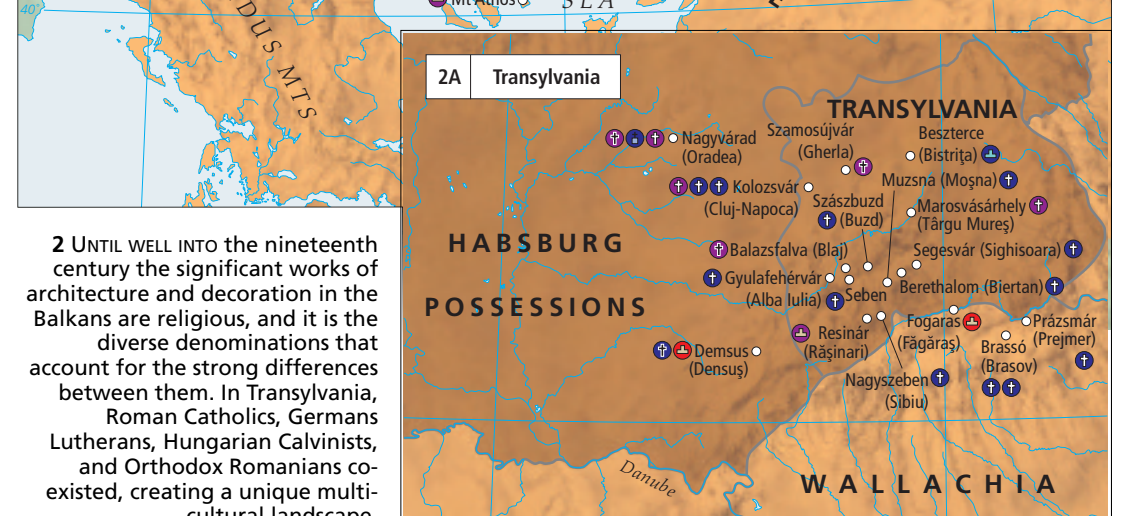 40°
Mt Athos
SEA
DUS MTS
2A Transylvania
TRANSYLVANIA
Nagyvárad
(Oradea)
Szamosújvár
(Gherla)
Beszterce
(Bistriţa)
Kolozsvár
(Cluj-Napoca)
Muzsna (Moşna)
Szászbuzd
(Buzd)
Marosvásárhely
(Târgu Mureş)
HABSBURG
POSSESSIONS
Balazsfalva (Blaj)
Segesvár (Sighisoara)
Gyulafehérvár
(Alba Iulia)
Seben
Berethalom (Biertan)
Resinár
(Răşinari)
Fogaras
(Făgăraş)
Prázsmár
(Prejmer)
Brassó
(Brasov)
Demsus
(Densuş)
Nagyszeben
(Sibiu)
Danube
WALLACHIA
2 UNTIL WELL INTO the nineteenth
century the significant works of
architecture and decoration in the
Balkans are religious, and it is the
diverse denominations that
account for the strong differences
between them. In Transylvania,
Roman Catholics, Germans
Lutherans, Hungarian Calvinists,
and Orthodox Romanians co-
existed, creating a unique multi-
cultural landscape.